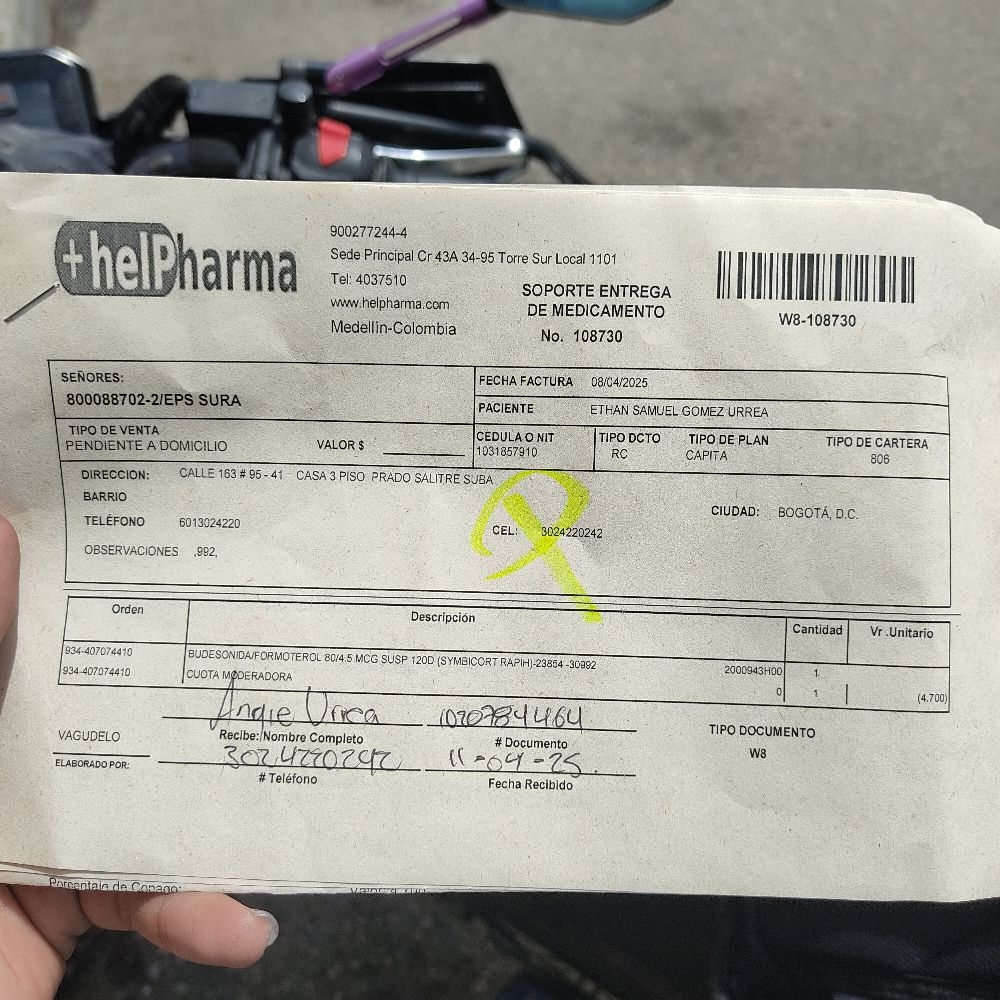 +helPharma
900277244-4
Sede Principal Cr 43A 34-95 Torre Sur Local 1101
Tel: 4037510
www.helpharma.com
Medellín-Colombia
SOPORTE ENTREGA
DE MEDICAMENTO
No. 108730
W8-108730
SEÑORES:
800088702-2/EPS SURA
FECHA FACTURA 08/04/2025
PACIENTE ETHAN SAMUEL GOMEZ URREA
TIPO DE VENTA
PENDIENTE A DOMICILIO VALOR $
CEDULA O NIT TIPO DCTO TIPO DE PLAN TIPO DE CARTERA
1031857910 RC CAPITA 806
DIRECCION: CALLE 163 # 95 - 41 CASA 3 PISO PRADO SALITRE SUBA
BARRIO
CIUDAD: BOGOTÁ, D.C.
TELÉFONO 6013024220
CEL: 3024220242
OBSERVACIONES ,992,
Orden Descripción Cantidad Vr .Unitario
934-407074410 BUDESONIDA/FORMOTEROL 80/4.5 MCG SUSP 120D (SYMBICORT RAPIH)-23854 -30992 2000943H00 1
934-407074410 CUOTA MODERADORA 0 1 (4.700)
Angie Urrea 1020784464
Recibe:/Nombre Completo # Documento
TIPO DOCUMENTO
W8
VAGUDELO
ELABORADO POR:
3024220242 11-04-25
# Teléfono Fecha Recibido
Porcentaje de Copago: